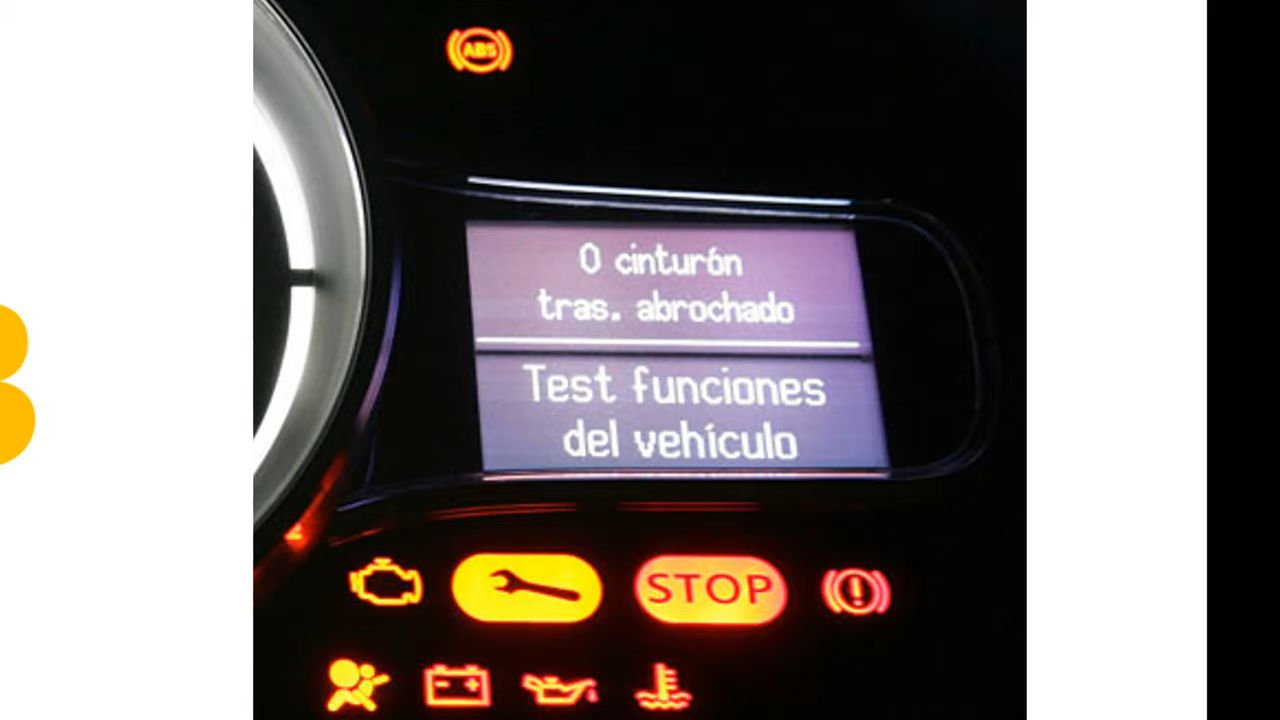 ABS
0 cinturón
tras. abrochado
Test funciones
del vehículo
STOP